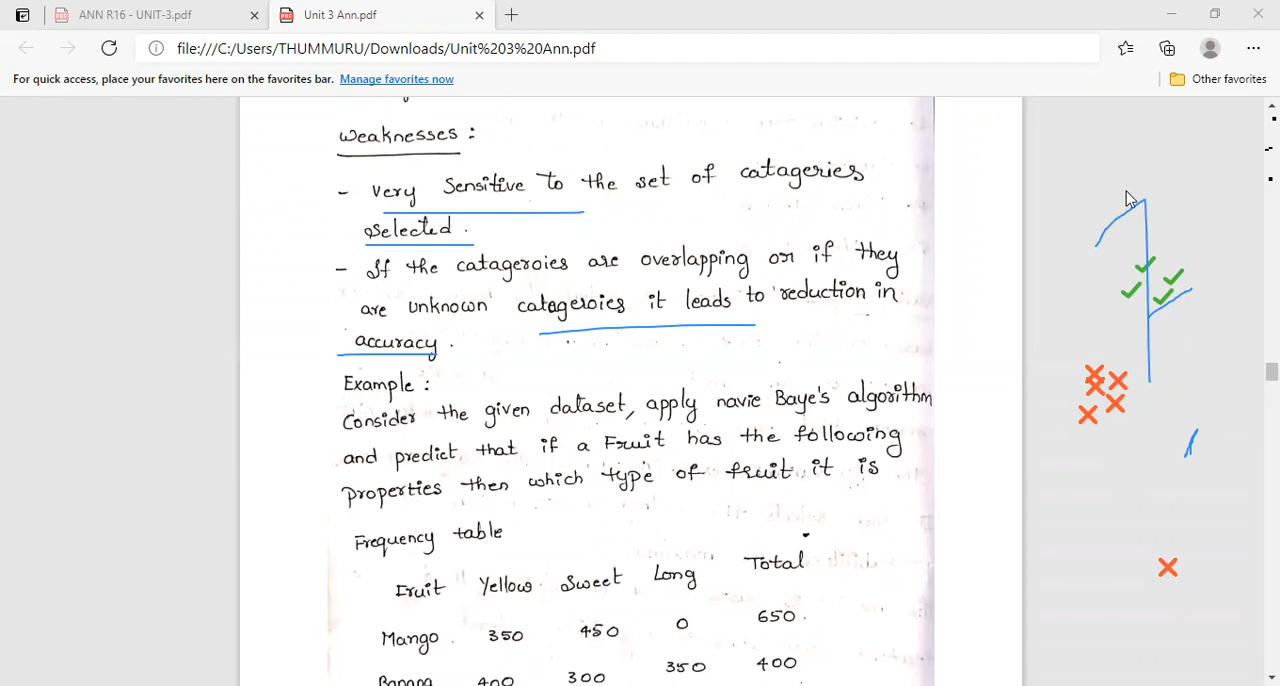 ANN R16 - UNIT-3.pdf
Unit 3 Ann.pdf
file:///C:/Users/THUMMURU/Downloads/Unit%203%20Ann.pdf
For quick access, place your favorites here on the favorites bar. Manage favorites now
Other favorites
Weaknesses :
- Very Sensitive to the set of catageries
selected .
- If the catageroies are overlapping or if they
are unknown catageroies it leads to reduction in
accuracy .
Example :
Consider the given dataset, apply navie Baye's algorithm
and predict that if a Fruit has the following
properties then which type of fruit it is
Frequency table
Fruit Yellow Sweet Long Total
Mango 350 450 0 650
Banana 400 300 350 400